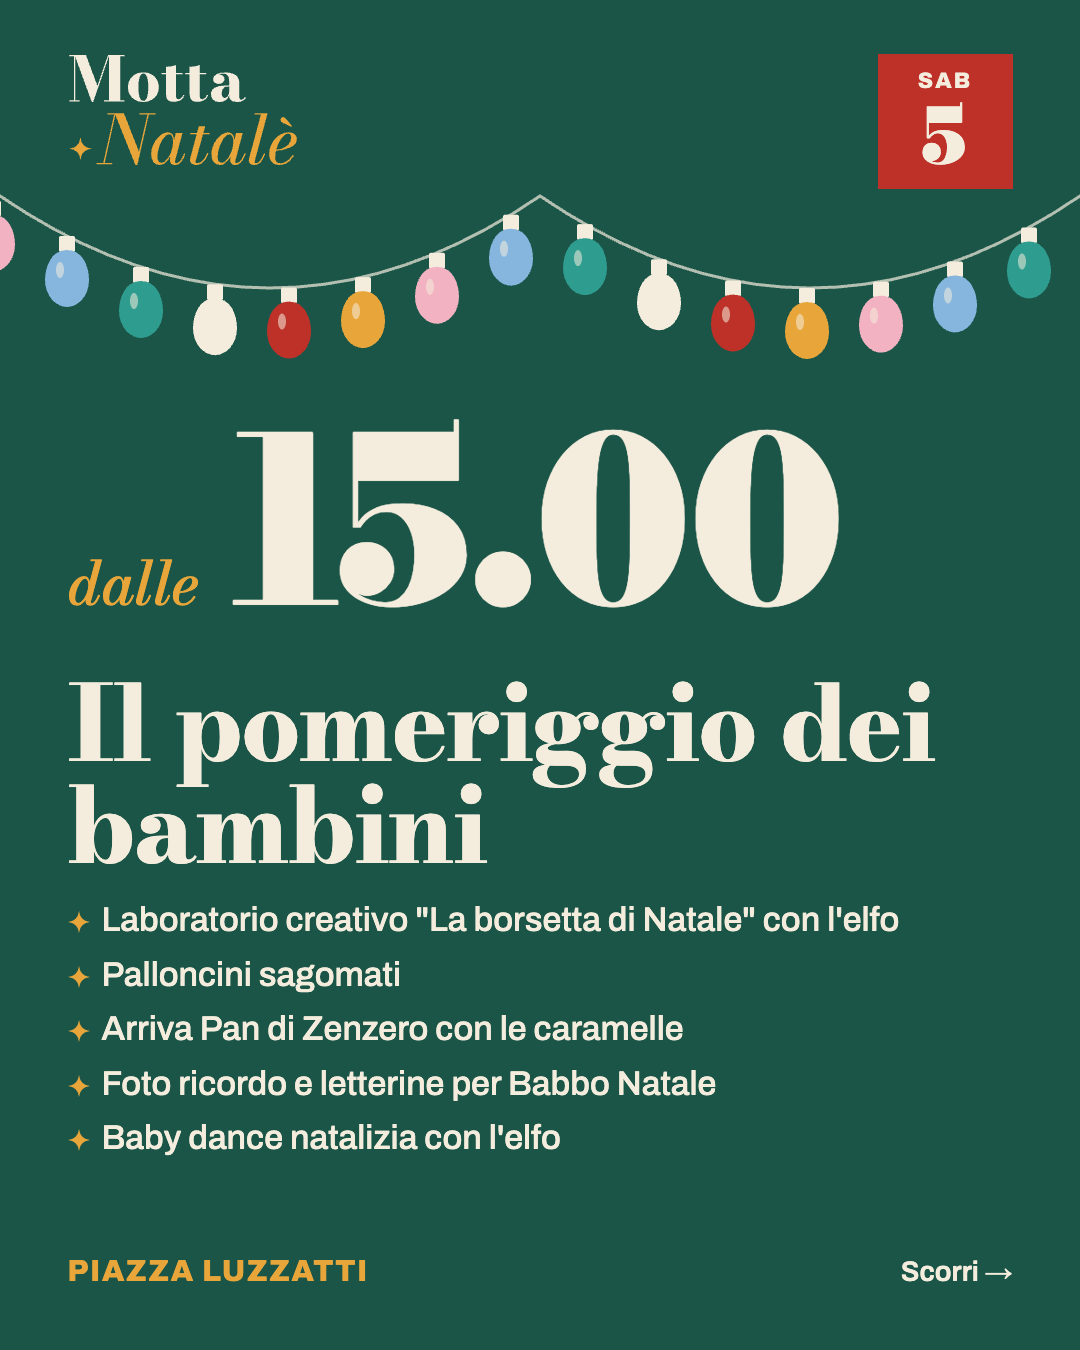 Motta
Natalè
SAB
5
dalle 15.00
Il pomeriggio dei
bambini
Laboratorio creativo "La borsetta di Natale" con l'elfo
Palloncini sagomati
Arriva Pan di Zenzero con le caramelle
Foto ricordo e letterine per Babbo Natale
Baby dance natalizia con l'elfo
PIAZZA LUZZATTI
Scorri →